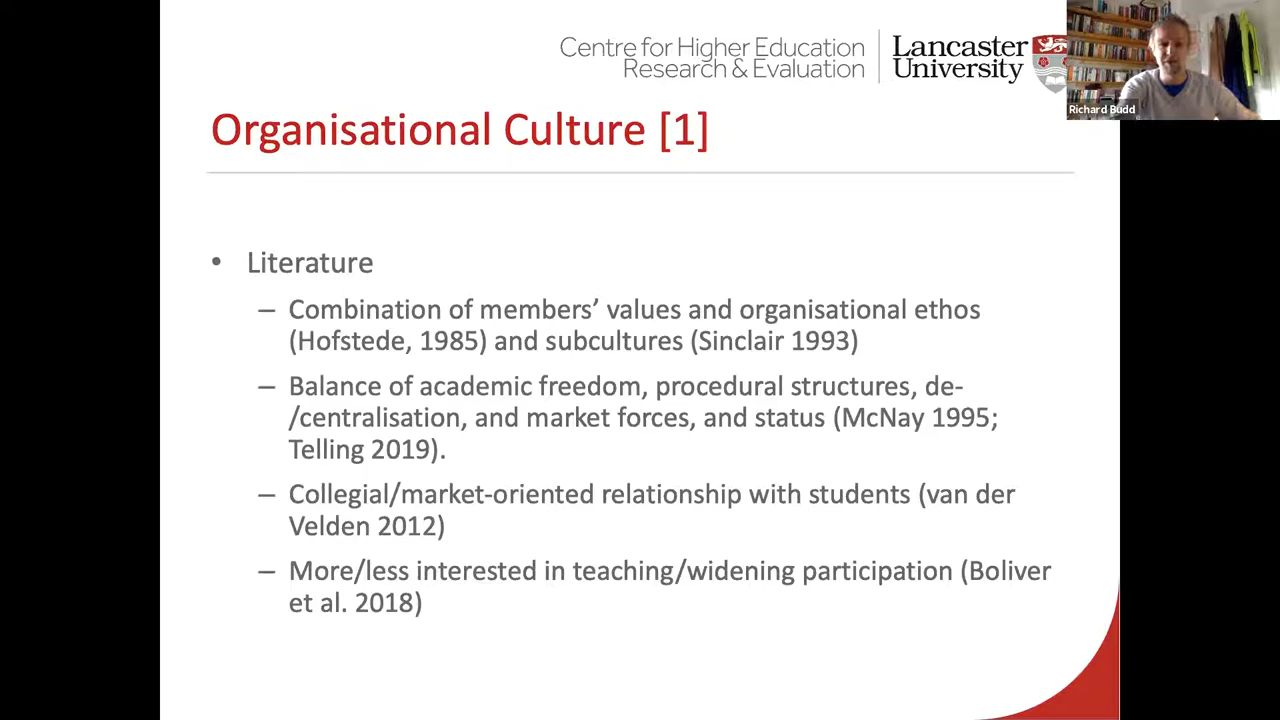 Centre for Higher Education
Research & Evaluation
Lancaster
University
Richard Budd
Organisational Culture [1]
• Literature
– Combination of members’ values and organisational ethos
(Hofstede, 1985) and subcultures (Sinclair 1993)
– Balance of academic freedom, procedural structures, de-
/centralisation, and market forces, and status (McNay 1995;
Telling 2019).
– Collegial/market-oriented relationship with students (van der
Velden 2012)
– More/less interested in teaching/widening participation (Boliver
et al. 2018)